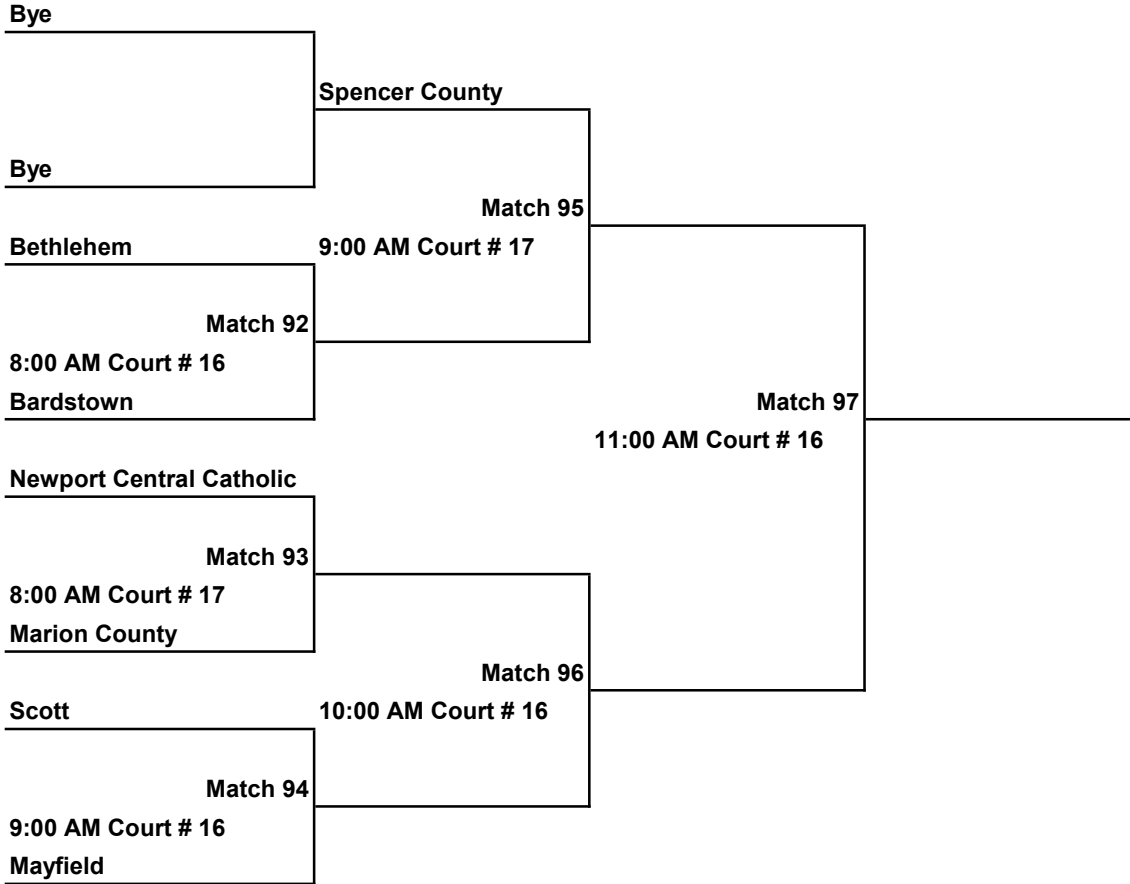 Bye
Spencer County
Bye
Match 95
Bethlehem
9:00 AM Court # 17
Match 92
8:00 AM Court # 16
Bardstown
Match 97
11:00 AM Court # 16
Newport Central Catholic
Match 93
8:00 AM Court # 17
Marion County
Match 96
Scott
10:00 AM Court # 16
Match 94
9:00 AM Court # 16
Mayfield